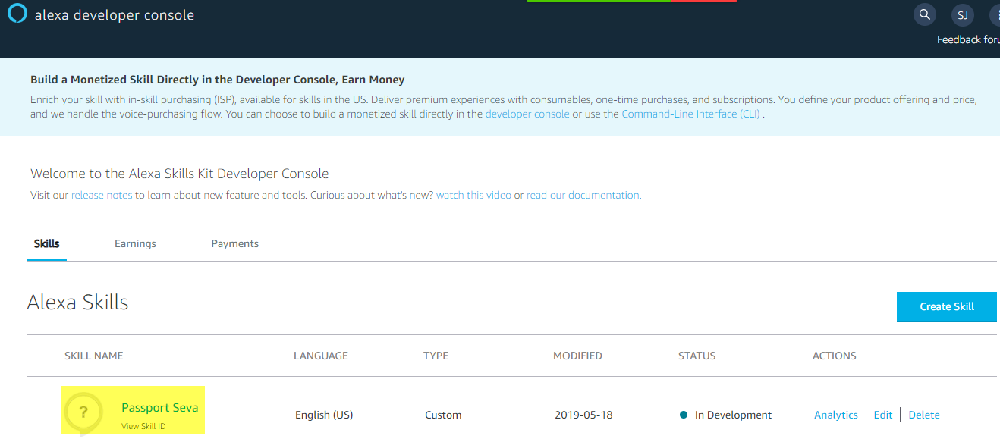 alexa developer console
SJ
Feedback
Build a Monetized Skill Directly in the Developer Console, Earn Money
Enrich your skill with in-skill purchasing (ISP), available for skills in the US. Deliver premium experiences with consumables, one-time purchases, and subscriptions. You define your product offering and price,
and we handle the voice-purchasing flow. You can choose to build a monetized skill directly in the developer console or use the Command-Line Interface (CLI) .
Welcome to the Alexa Skills Kit Developer Console
Visit our release notes to learn about new feature and tools. Curious about what's new? watch this video or read our documentation.
Skills Earnings Payments
Alexa Skills
Create Skill
SKILL NAME LANGUAGE TYPE MODIFIED STATUS ACTIONS
? Passport Seva English (US) Custom 2019-05-18 In Development Analytics Edit Delete
View Skill ID